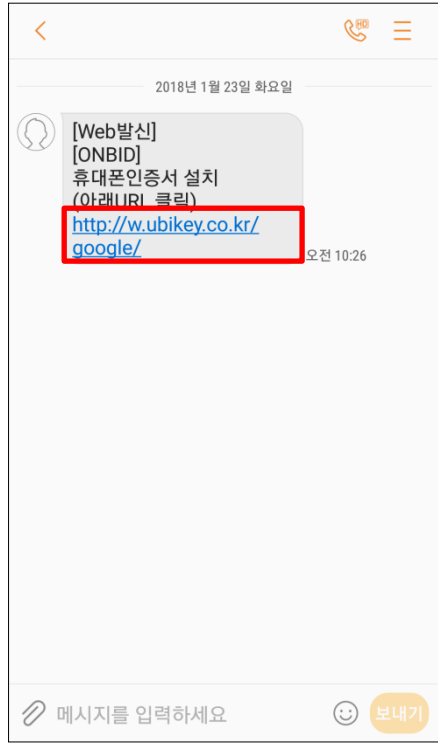 HD
2018년 1월 23일 화요일
[Web발신]
[ONBID]
휴대폰인증서 설치
(아래URL 클릭)
http://w.ubikey.co.kr/
google/
오전 10:26
메시지를 입력하세요
보내기